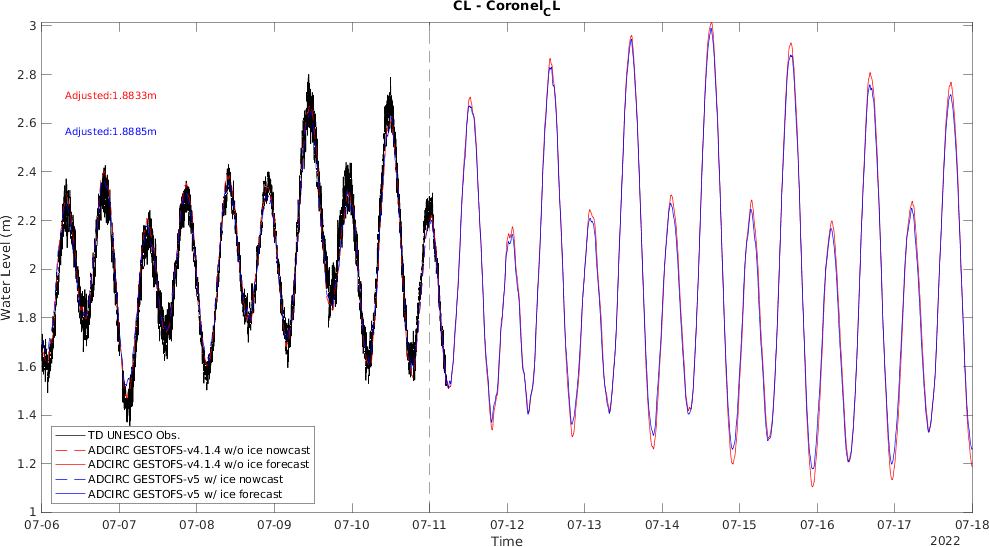 CL - Coronel_CL
3
2.8
2.6
2.4
2.2
2
1.8
1.6
1.4
1.2
1
Water Level (m)
Adjusted:1.8833m
Adjusted:1.8885m
TD UNESCO Obs.
ADCIRC GESTOFS-v4.1.4 w/o ice nowcast
ADCIRC GESTOFS-v4.1.4 w/o ice forecast
ADCIRC GESTOFS-v5 w/ ice nowcast
ADCIRC GESTOFS-v5 w/ ice forecast
07-06 07-07 07-08 07-09 07-10 07-11 07-12 07-13 07-14 07-15 07-16 07-17 07-18
Time
2022